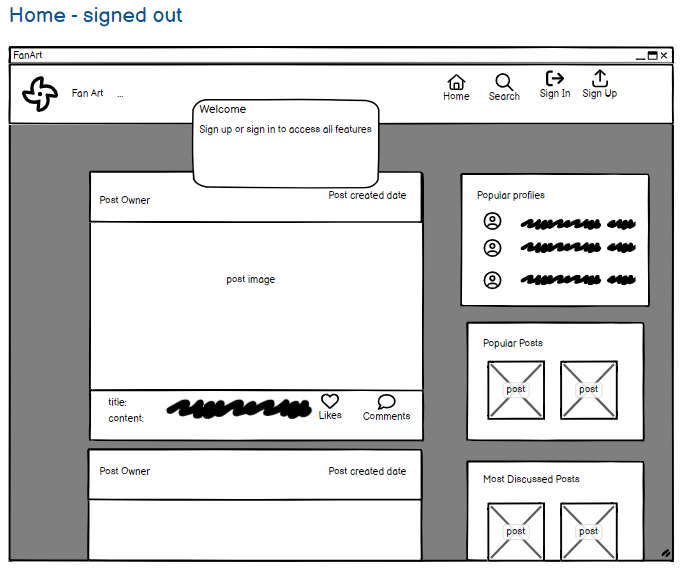 Home - signed out
FanArt
Fan Art ...
Home
Search
Sign In
Sign Up
Welcome
Sign up or sign in to access all features
Post Owner
Post created date
post image
title:
content:
Likes
Comments
Popular profiles
Popular Posts
post
post
Post Owner
Post created date
Most Discussed Posts
post
post